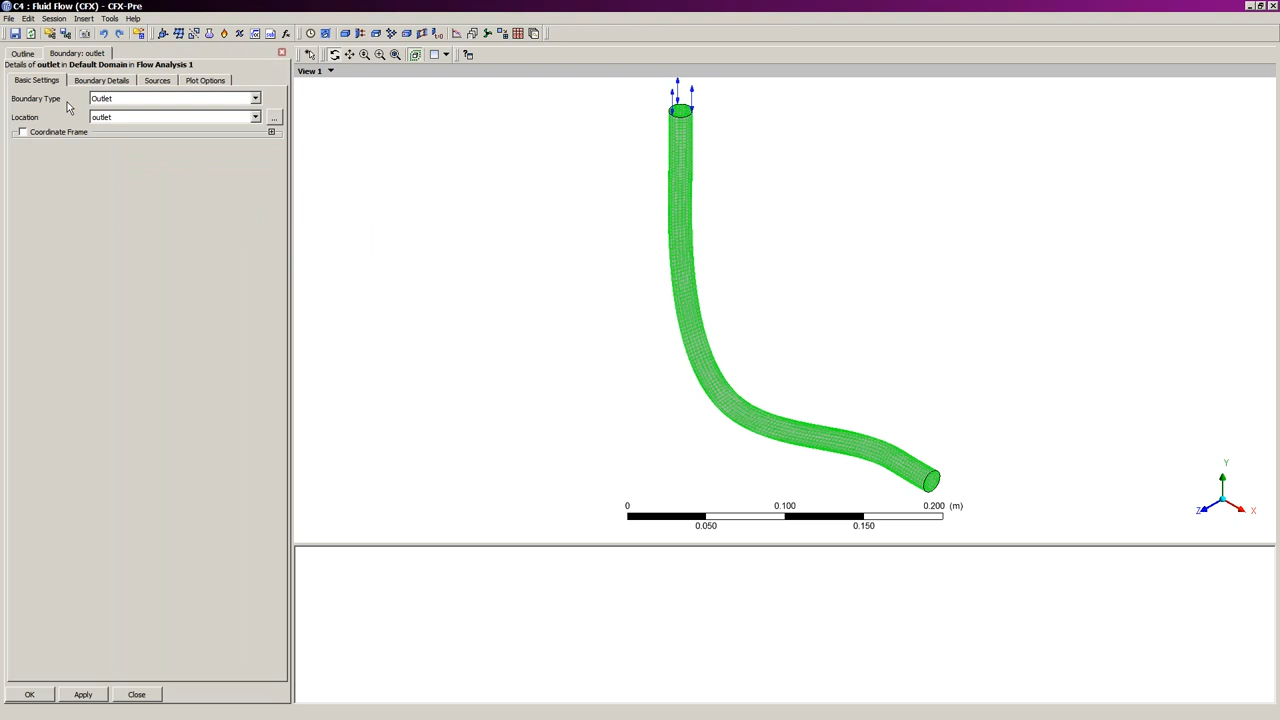 C4 : Fluid Flow (CFX) - CFX-Pre
File Edit Session Insert Tools Help
Outline Boundary: outlet
Details of outlet in Default Domain in Flow Analysis 1
Basic Settings Boundary Details Sources Plot Options
Boundary Type Outlet
Location outlet ...
Coordinate Frame
OK Apply Close
View 1
0 0.100 0.200 (m)
0.050 0.150
Y
Z X